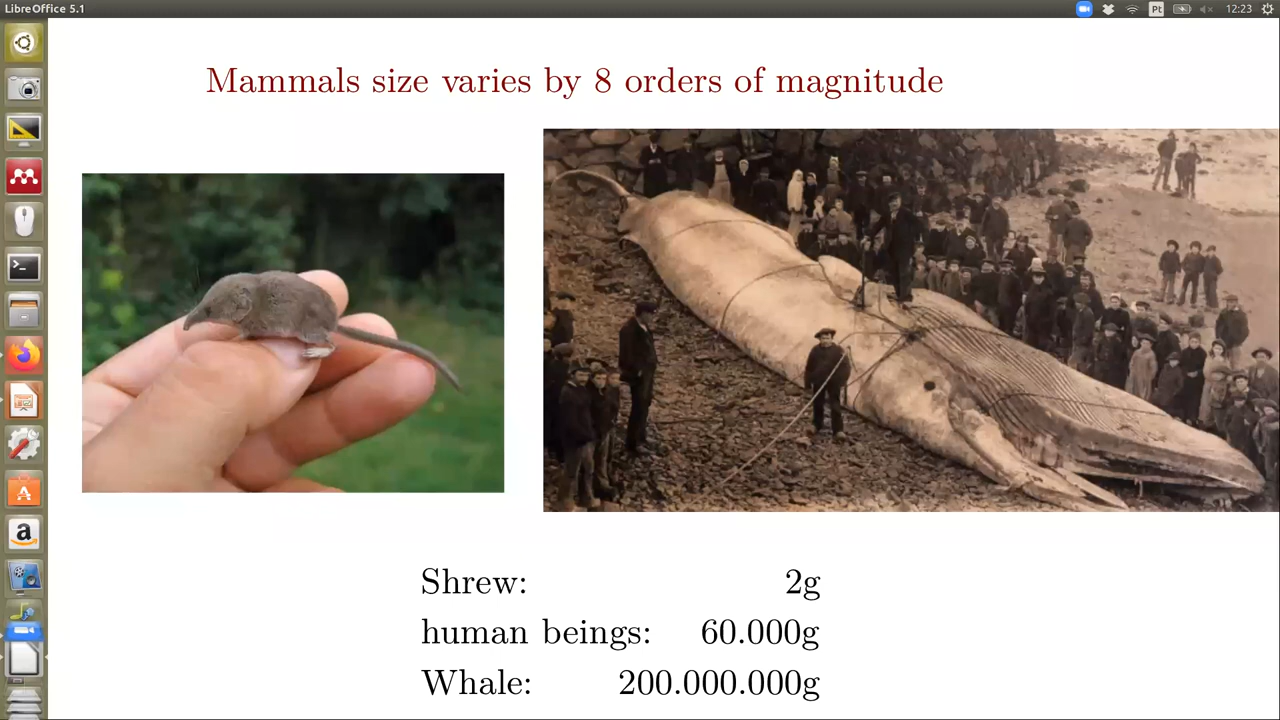 LibreOffice 5.1
Pt
12:23
Mammals size varies by 8 orders of magnitude
Shrew: 2g
human beings: 60.000g
Whale: 200.000.000g